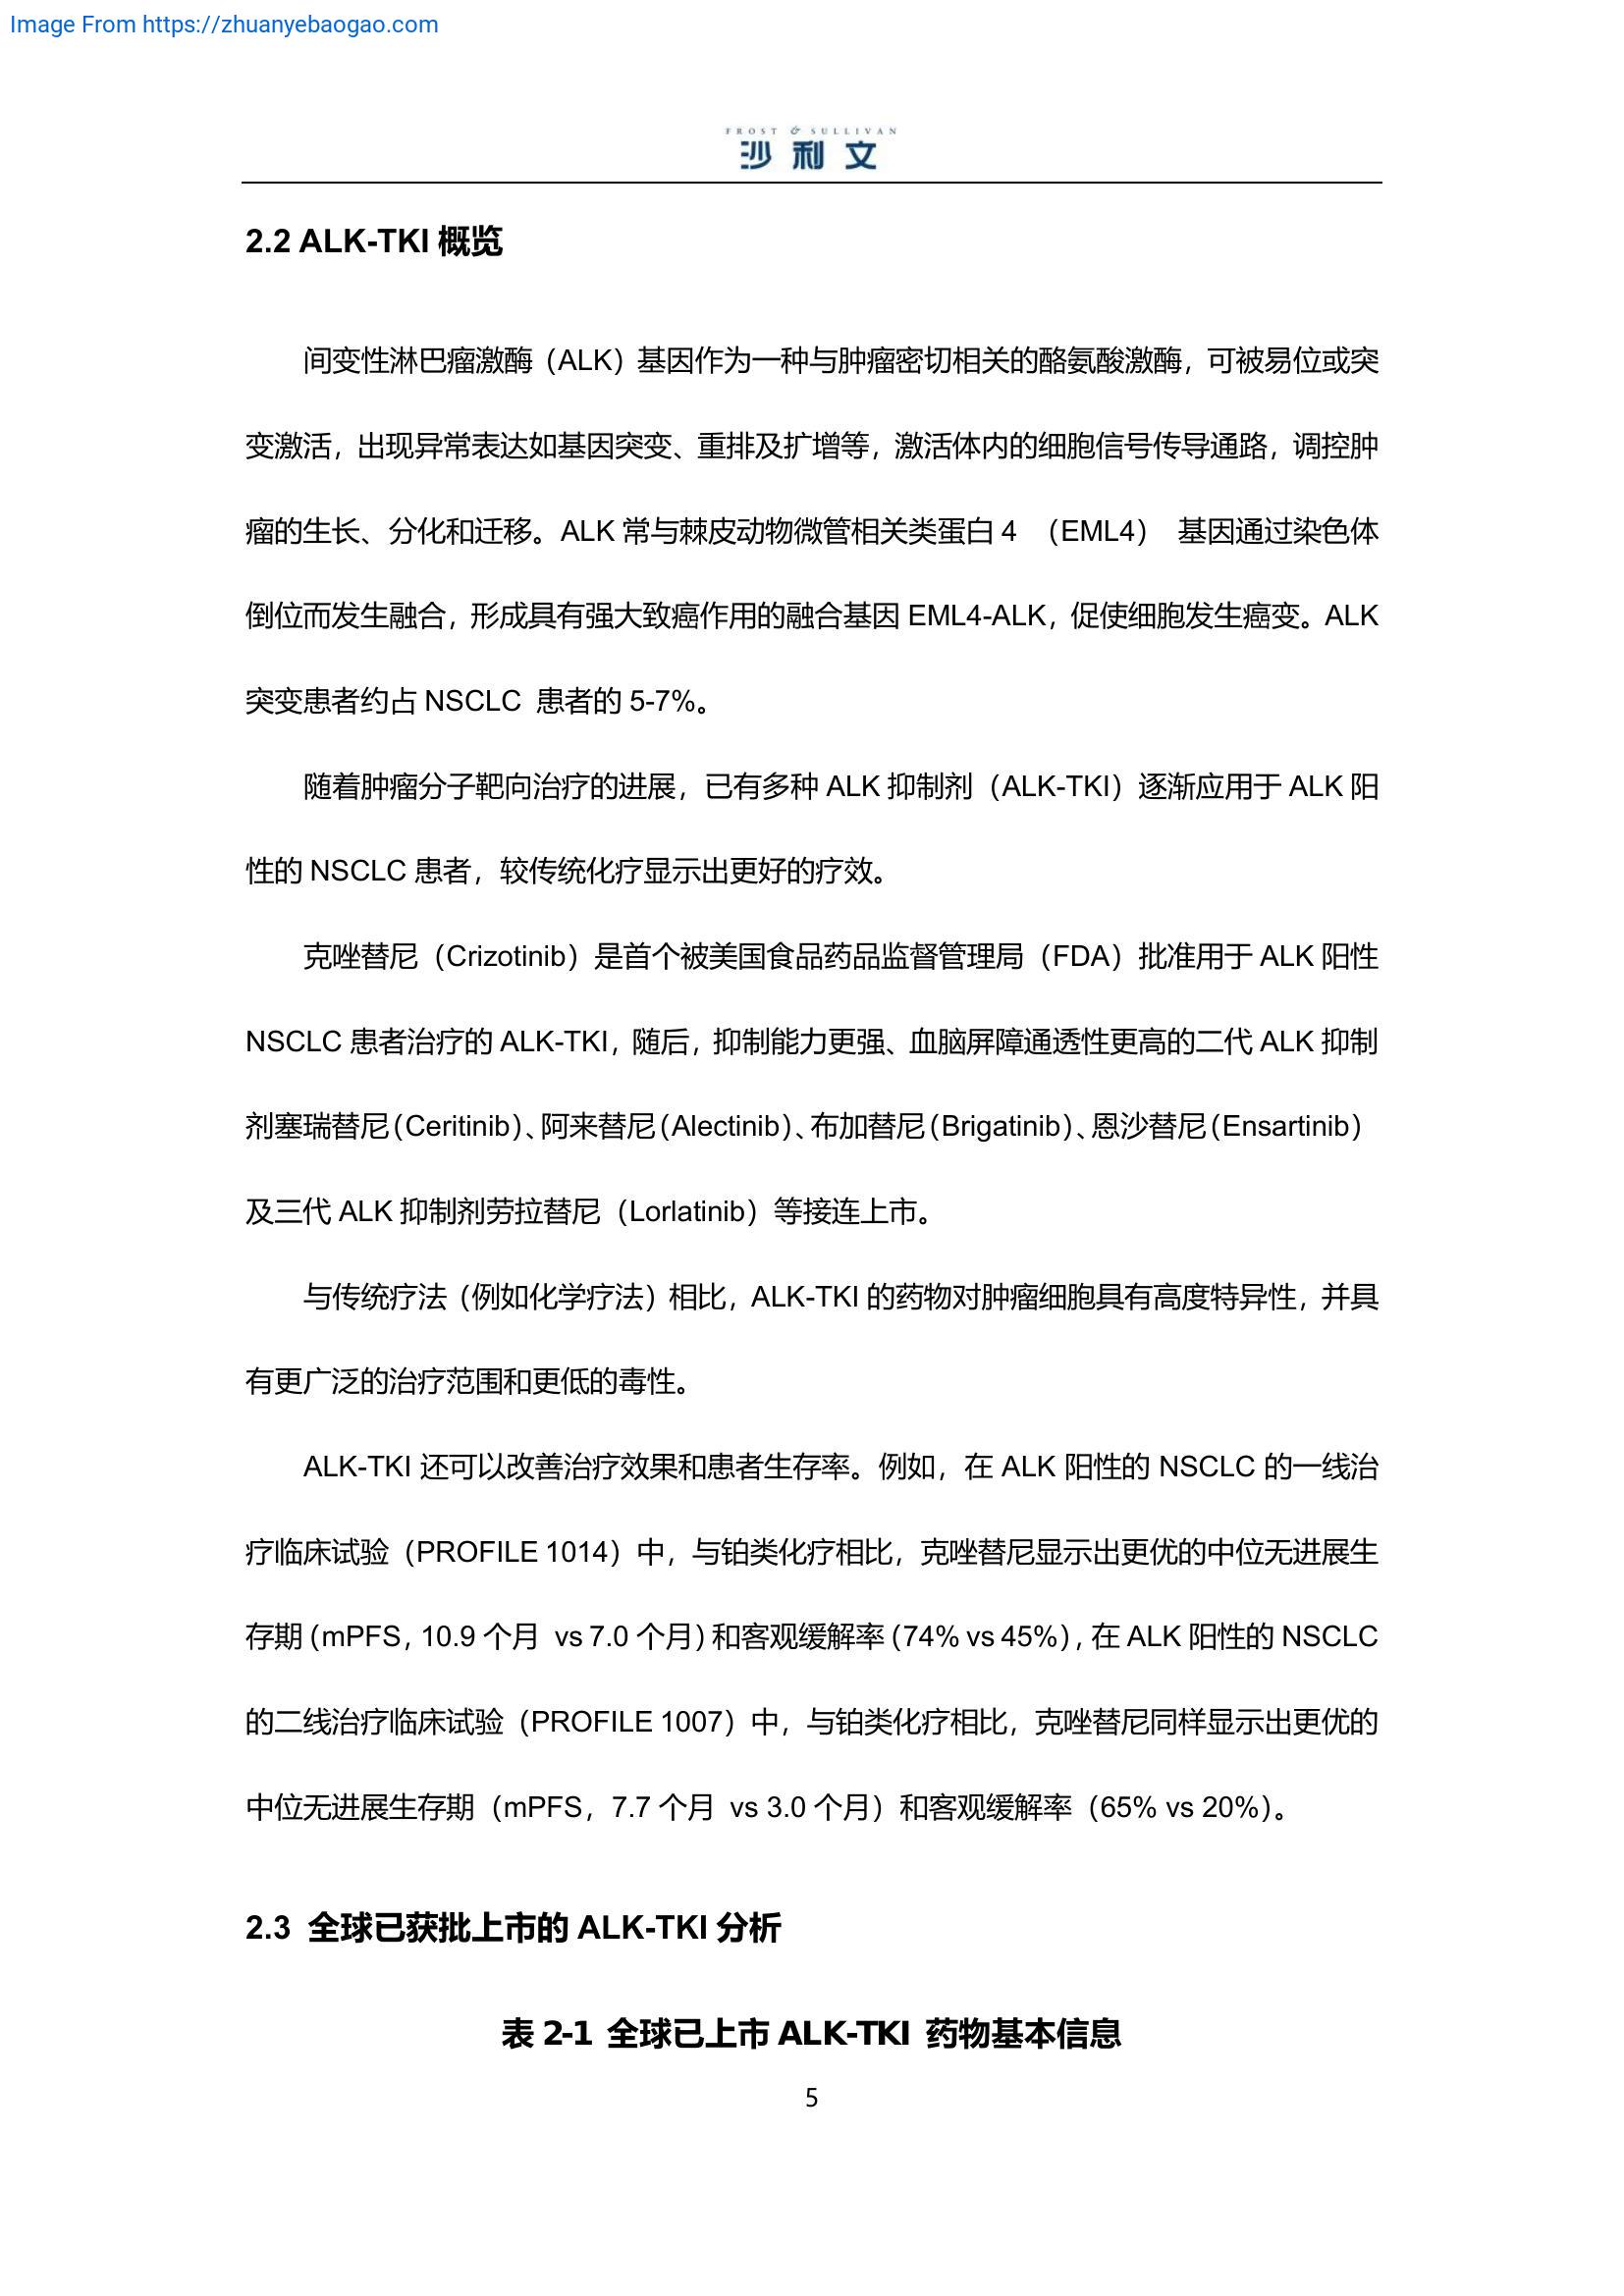 Image From https://zhuanyebaogao.com
FROST & SULLIVAN
沙利文
2.2 ALK-TKI 概览
间变性淋巴瘤激酶（ALK）基因作为一种与肿瘤密切相关的酪氨酸激酶，可被易位或突
变激活，出现异常表达如基因突变、重排及扩增等，激活体内的细胞信号传导通路，调控肿
瘤的生长、分化和迁移。ALK 常与棘皮动物微管相关类蛋白 4 （EML4） 基因通过染色体
倒位而发生融合，形成具有强大致癌作用的融合基因 EML4-ALK，促使细胞发生癌变。ALK
突变患者约占 NSCLC 患者的 5-7%。
随着肿瘤分子靶向治疗的进展，已有多种 ALK 抑制剂（ALK-TKI）逐渐应用于 ALK 阳
性的 NSCLC 患者，较传统化疗显示出更好的疗效。
克唑替尼（Crizotinib）是首个被美国食品药品监督管理局（FDA）批准用于 ALK 阳性
NSCLC 患者治疗的 ALK-TKI，随后，抑制能力更强、血脑屏障通透性更高的二代 ALK 抑制
剂塞瑞替尼（Ceritinib）、阿来替尼（Alectinib）、布加替尼（Brigatinib）、恩沙替尼（Ensartinib）
及三代 ALK 抑制剂劳拉替尼（Lorlatinib）等接连上市。
与传统疗法（例如化学疗法）相比，ALK-TKI 的药物对肿瘤细胞具有高度特异性，并具
有更广泛的治疗范围和更低的毒性。
ALK-TKI 还可以改善治疗效果和患者生存率。例如，在 ALK 阳性的 NSCLC 的一线治
疗临床试验（PROFILE 1014）中，与铂类化疗相比，克唑替尼显示出更优的中位无进展生
存期（mPFS，10.9 个月 vs 7.0 个月）和客观缓解率（74% vs 45%），在 ALK 阳性的 NSCLC
的二线治疗临床试验（PROFILE 1007）中，与铂类化疗相比，克唑替尼同样显示出更优的
中位无进展生存期（mPFS，7.7 个月 vs 3.0 个月）和客观缓解率（65% vs 20%）。
2.3 全球已获批上市的 ALK-TKI 分析
表 2-1 全球已上市 ALK-TKI 药物基本信息
5